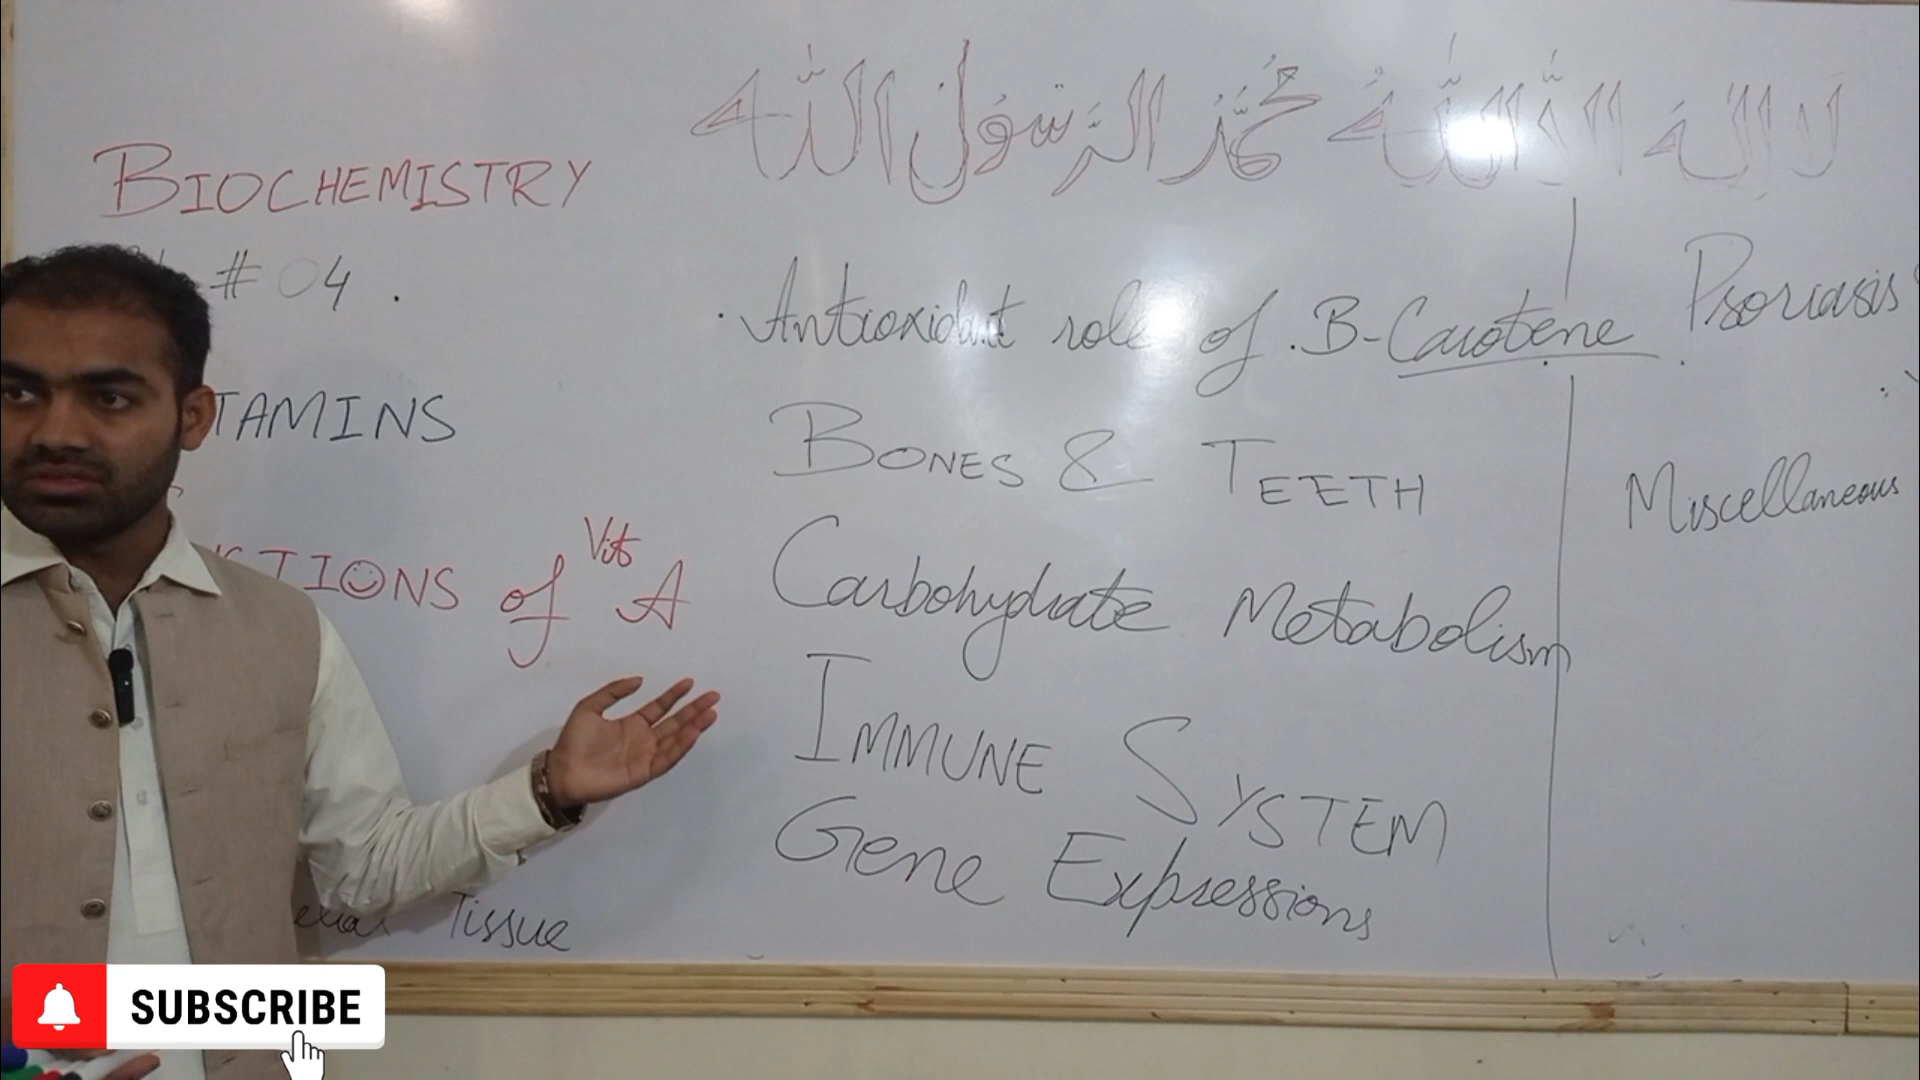 لا إله الا الله محمد الرسول الله
BIOCHEMISTRY
# 04 .
TAMINS
TIONS of Vit A
Tissue
. Antioxidant role of B-Carotene
BONES & TEETH
Carbohydrate Metabolism
IMMUNE SYSTEM
Gene Expressions
Psoriasis
Miscellaneous
SUBSCRIBE